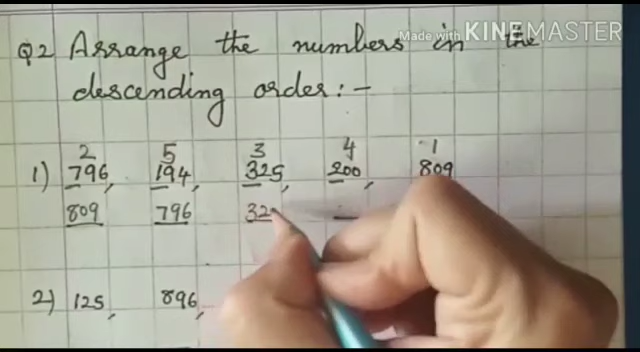 Made with KINEMASTER
Q2 Arrange the numbers in the
descending order:-
2 5 3 4 1
1) 796, 194, 325, 200, 809
809 796 32
2) 125, 896,